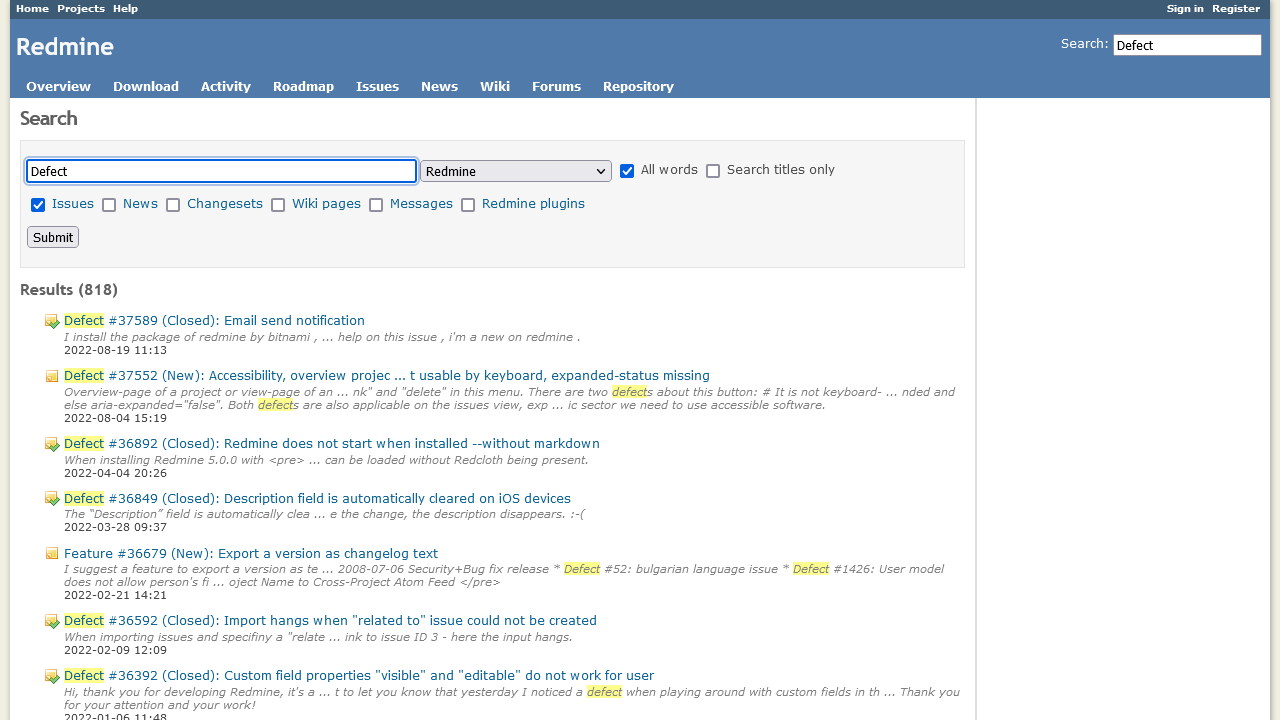 Home Projects Help Sign in Register
Redmine Search: Defect
Overview Download Activity Roadmap Issues News Wiki Forums Repository
Search
Defect Redmine All words Search titles only
Issues News Changesets Wiki pages Messages Redmine plugins
Submit
Results (818)
Defect #37589 (Closed): Email send notification
I install the package of redmine by bitnami , ... help on this issue , i'm a new on redmine .
2022-08-19 11:13
Defect #37552 (New): Accessibility, overview projec ... t usable by keyboard, expanded-status missing
Overview-page of a project or view-page of an ... nk" and "delete" in this menu. There are two defects about this button: # It is not keyboard- ... nded and
else aria-expanded="false". Both defects are also applicable on the issues view, exp ... ic sector we need to use accessible software.
2022-08-04 15:19
Defect #36892 (Closed): Redmine does not start when installed --without markdown
When installing Redmine 5.0.0 with <pre> ... can be loaded without Redcloth being present.
2022-04-04 20:26
Defect #36849 (Closed): Description field is automatically cleared on iOS devices
The “Description” field is automatically clea ... e the change, the description disappears. :-(
2022-03-28 09:37
Feature #36679 (New): Export a version as changelog text
I suggest a feature to export a version as te ... 2008-07-06 Security+Bug fix release * Defect #52: bulgarian language issue * Defect #1426: User model
does not allow person's fi ... oject Name to Cross-Project Atom Feed </pre>
2022-02-21 14:21
Defect #36592 (Closed): Import hangs when "related to" issue could not be created
When importing issues and specifiny a "relate ... ink to issue ID 3 - here the input hangs.
2022-02-09 12:09
Defect #36392 (Closed): Custom field properties "visible" and "editable" do not work for user
Hi, thank you for developing Redmine, it's a ... t to let you know that yesterday I noticed a defect when playing around with custom fields in th ... Thank you
for your attention and your work!
2022-01-06 11:48